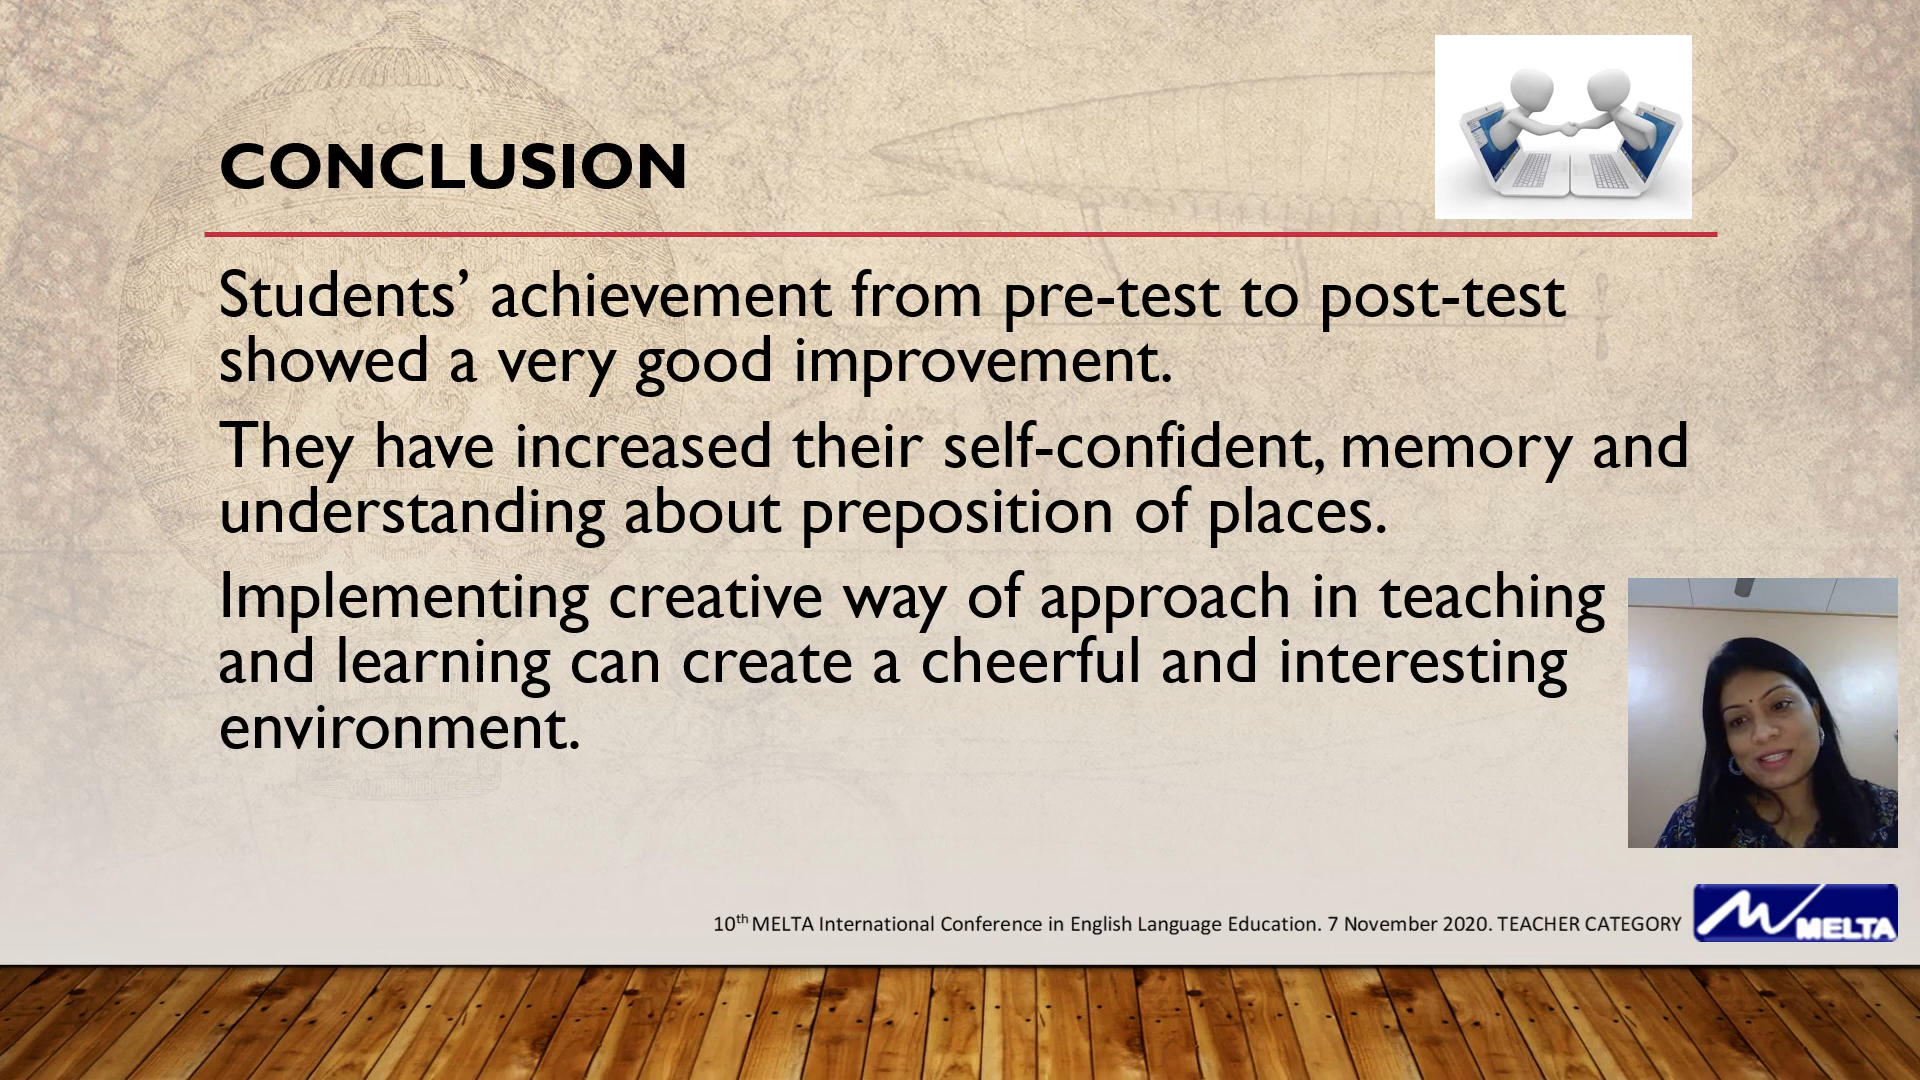 CONCLUSION
Students’ achievement from pre-test to post-test
showed a very good improvement.
They have increased their self-confident, memory and
understanding about preposition of places.
Implementing creative way of approach in teaching
and learning can create a cheerful and interesting
environment.
10th MELTA International Conference in English Language Education. 7 November 2020. TEACHER CATEGORY
MELTA